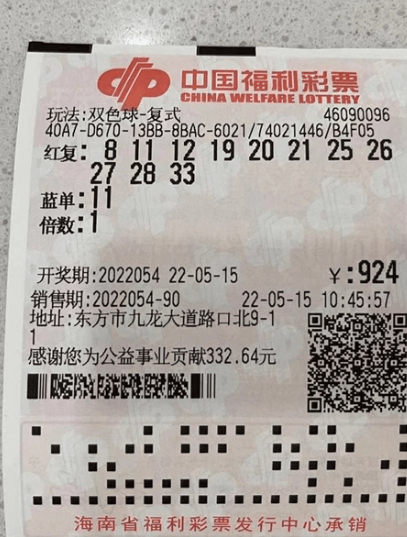 中国福利彩票
CHINA WELFARE LOTTERY
玩法:双色球-复式 46090096
40A7-D670-13BB-8BAC-6021/74021446/B4F05
红复: 8 11 12 19 20 21 25 26
27 28 33
蓝单:11
倍数:1
开奖期:2022054 22-05-15 ￥:924
销售期:2022054-90 22-05-15 10:45:57
地址:东方市九龙大道路口北9-1
1
感谢您为公益事业贡献332.64元
海南省福利彩票发行中心承销